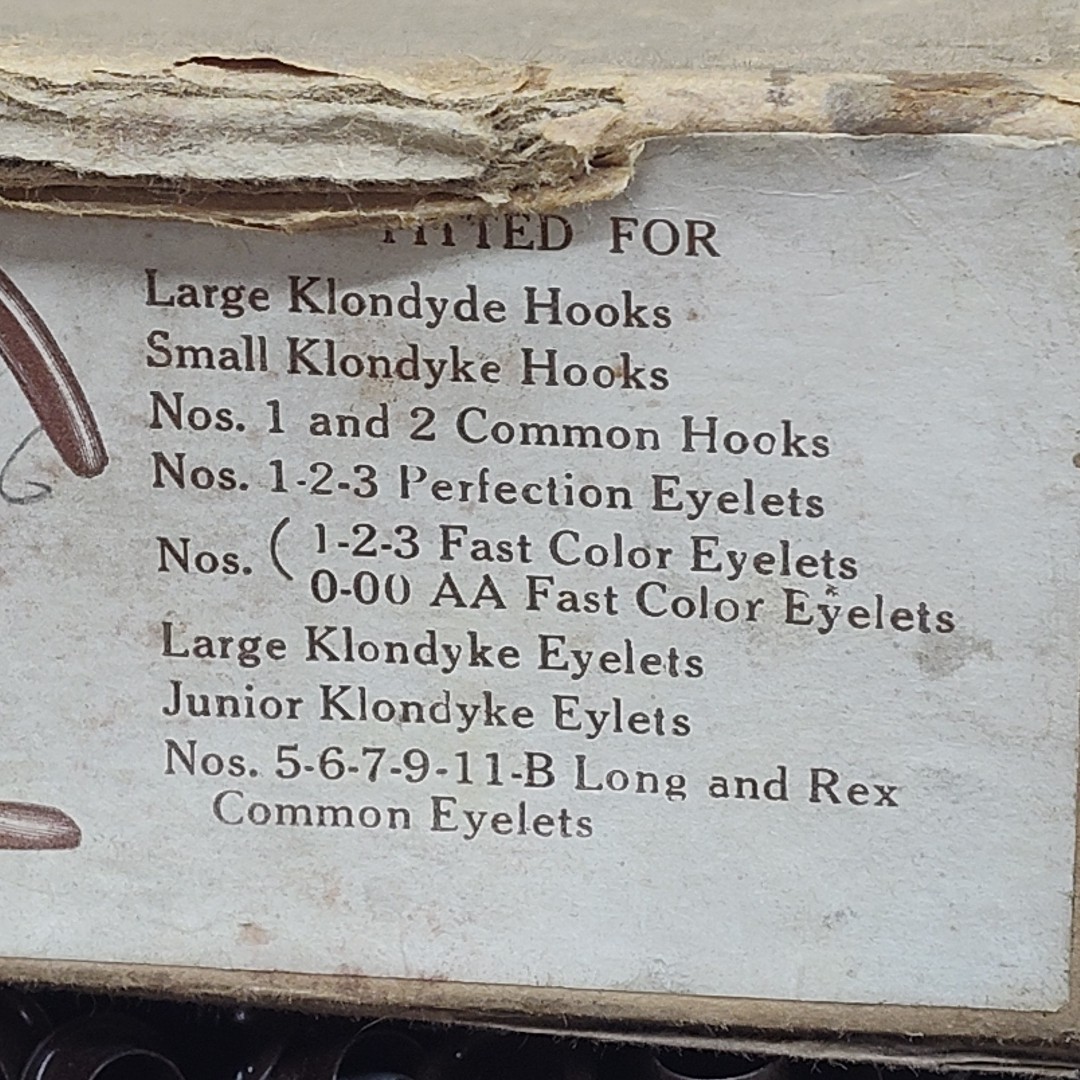 FITTED FOR
Large Klondyde Hooks
Small Klondyke Hooks
Nos. 1 and 2 Common Hooks
Nos. 1-2-3 Perfection Eyelets
Nos. ( 1-2-3 Fast Color Eyelets
0-00 AA Fast Color Eyelets
Large Klondyke Eyelets
Junior Klondyke Eylets
Nos. 5-6-7-9-11-B Long and Rex
Common Eyelets